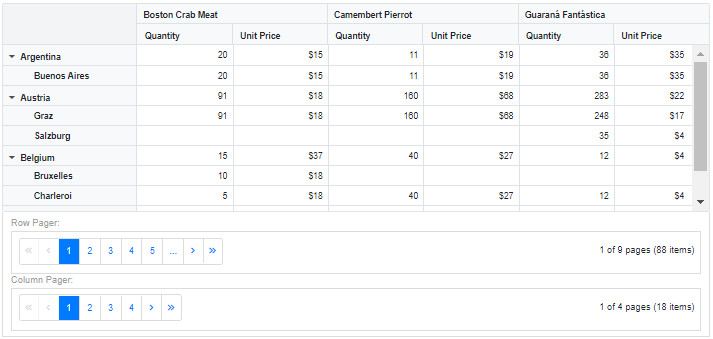 Boston Crab Meat Camembert Pierrot Guaraná Fantástica
Quantity Unit Price Quantity Unit Price Quantity Unit Price
Argentina 20 $15 11 $19 36 $35
Buenos Aires 20 $15 11 $19 36 $35
Austria 91 $18 160 $68 283 $22
Graz 91 $18 160 $68 248 $17
Salzburg 35 $4
Belgium 15 $37 40 $27 12 $4
Bruxelles 10 $18
Charleroi 5 $18 40 $27 12 $4
Row Pager:
« ‹ 1 2 3 4 5 ... › » 1 of 9 pages (88 items)
Column Pager:
« ‹ 1 2 3 4 › » 1 of 4 pages (18 items)